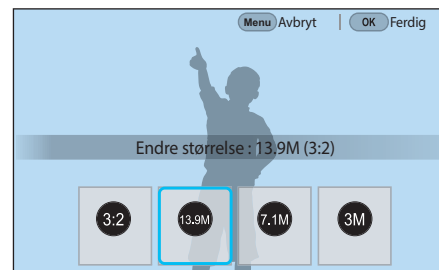 Menu Avbryt | OK Ferdig
Endre størrelse : 13.9M (3:2)
3:2 13.9M 7.1M 3M